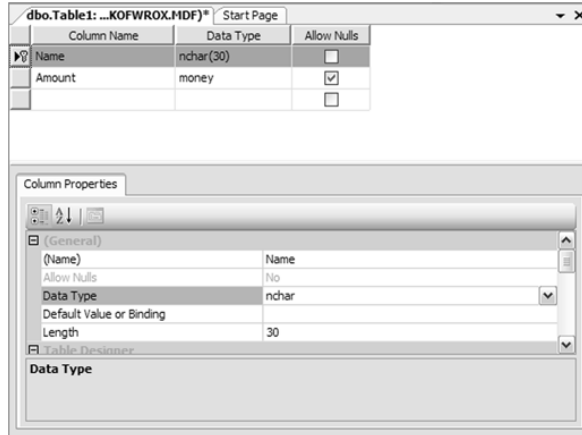 dbo.Table1: ...KOFWROX.MDF)* Start Page
Column Name Data Type Allow Nulls
Name nchar(30)
Amount money
Column Properties
(General)
(Name) Name
Allow Nulls No
Data Type nchar
Default Value or Binding
Length 30
Table Designer
Data Type